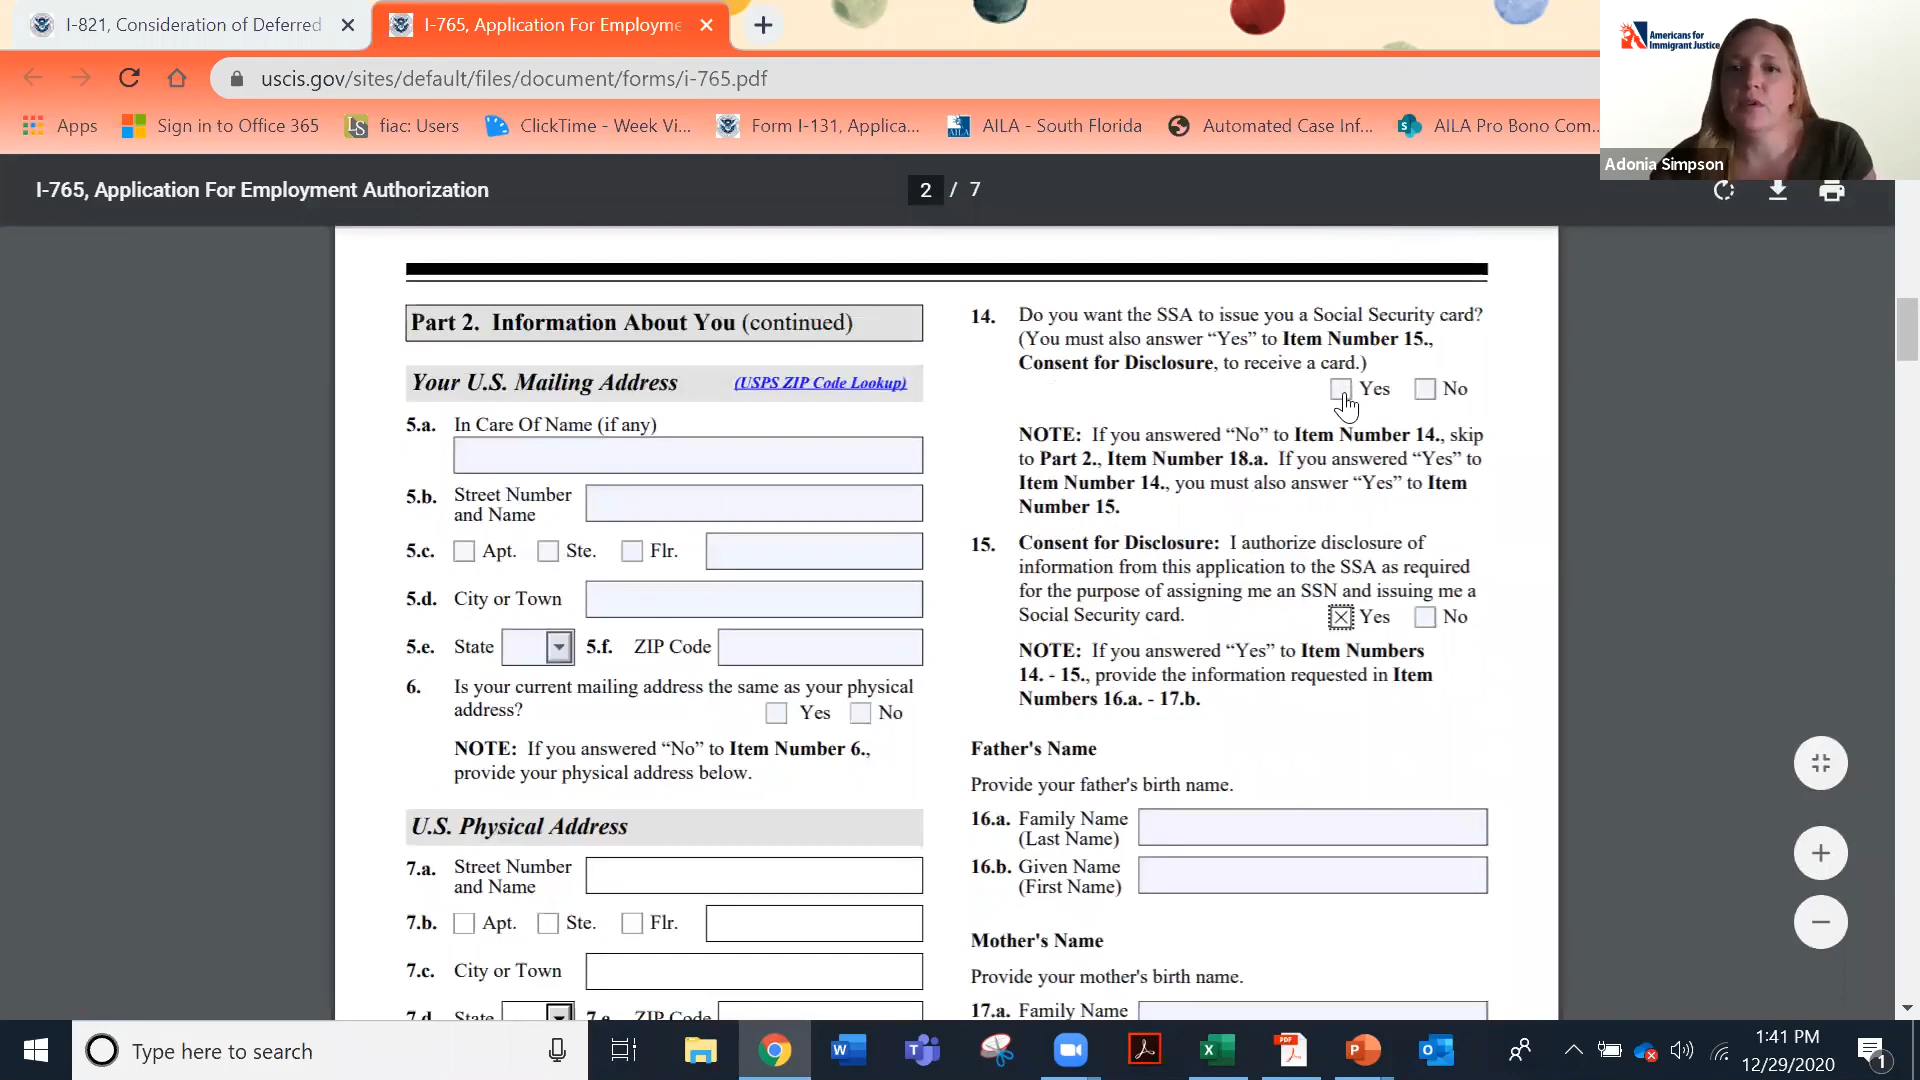 I-821, Consideration of Deferred
I-765, Application For Employme
uscis.gov/sites/default/files/document/forms/i-765.pdf
Apps
Sign in to Office 365
LS
fiac: Users
ClickTime - Week Vi...
Form I-131, Applica...
AILA
AILA - South Florida
Automated Case Inf...
S
AILA Pro Bono Com...
Americans for
Immigrant Justice
Adonia Simpson
I-765, Application For Employment Authorization
2 / 7
Part 2. Information About You (continued)
Your U.S. Mailing Address (USPS ZIP Code Lookup)
5.a. In Care Of Name (if any)
5.b. Street Number
and Name
5.c. Apt. Ste. Flr.
5.d. City or Town
5.e. State 5.f. ZIP Code
6. Is your current mailing address the same as your physical
address? Yes No
NOTE: If you answered “No” to Item Number 6.,
provide your physical address below.
U.S. Physical Address
7.a. Street Number
and Name
7.b. Apt. Ste. Flr.
7.c. City or Town
7.d. State 7.e. ZIP Code
14. Do you want the SSA to issue you a Social Security card?
(You must also answer “Yes” to Item Number 15.,
Consent for Disclosure, to receive a card.)
Yes No
NOTE: If you answered “No” to Item Number 14., skip
to Part 2., Item Number 18.a. If you answered “Yes” to
Item Number 14., you must also answer “Yes” to Item
Number 15.
15. Consent for Disclosure: I authorize disclosure of
information from this application to the SSA as required
for the purpose of assigning me an SSN and issuing me a
Social Security card. Yes No
NOTE: If you answered “Yes” to Item Numbers
14. - 15., provide the information requested in Item
Numbers 16.a. - 17.b.
Father's Name
Provide your father's birth name.
16.a. Family Name
(Last Name)
16.b. Given Name
(First Name)
Mother's Name
Provide your mother's birth name.
17.a. Family Name
Type here to search
W
T
X
PDF
P
O
1:41 PM
12/29/2020
1